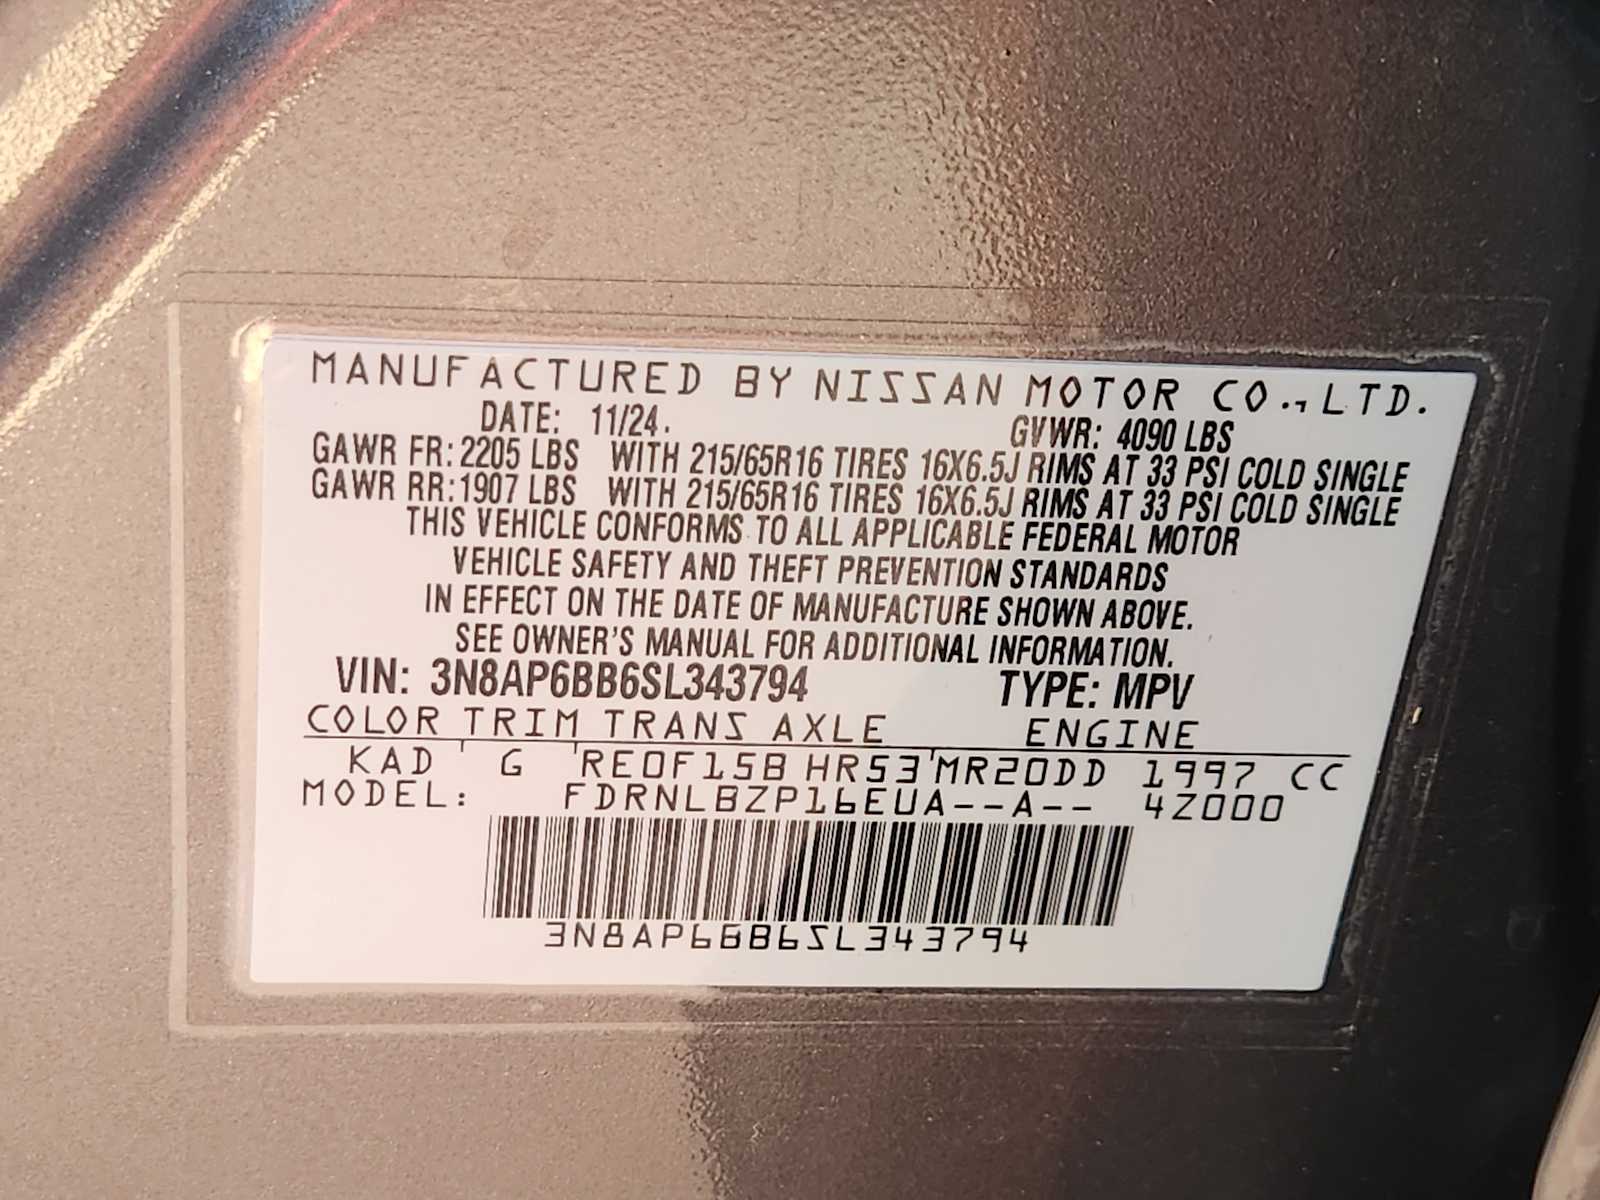 MANUFACTURED BY NISSAN MOTOR CO., LTD.
DATE: 11/24. GVWR: 4090 LBS
GAWR FR: 2205 LBS WITH 215/65R16 TIRES 16X6.5J RIMS AT 33 PSI COLD SINGLE
GAWR RR: 1907 LBS WITH 215/65R16 TIRES 16X6.5J RIMS AT 33 PSI COLD SINGLE
THIS VEHICLE CONFORMS TO ALL APPLICABLE FEDERAL MOTOR
VEHICLE SAFETY AND THEFT PREVENTION STANDARDS
IN EFFECT ON THE DATE OF MANUFACTURE SHOWN ABOVE.
SEE OWNER'S MANUAL FOR ADDITIONAL INFORMATION.
VIN: 3N8AP6BB6SL343794 TYPE: MPV
COLOR TRIM TRANS AXLE ENGINE
KAD G RE0F15B HR53 MR20DD 1997 CC
MODEL: FDRNLBZP16EUA--A-- 4Z000
3N8AP6BB6SL343794